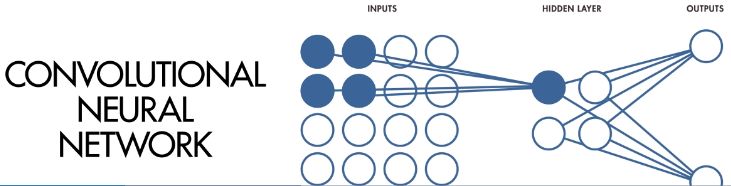 INPUTS
HIDDEN LAYER
OUTPUTS
CONVOLUTIONAL
NEURAL
NETWORK